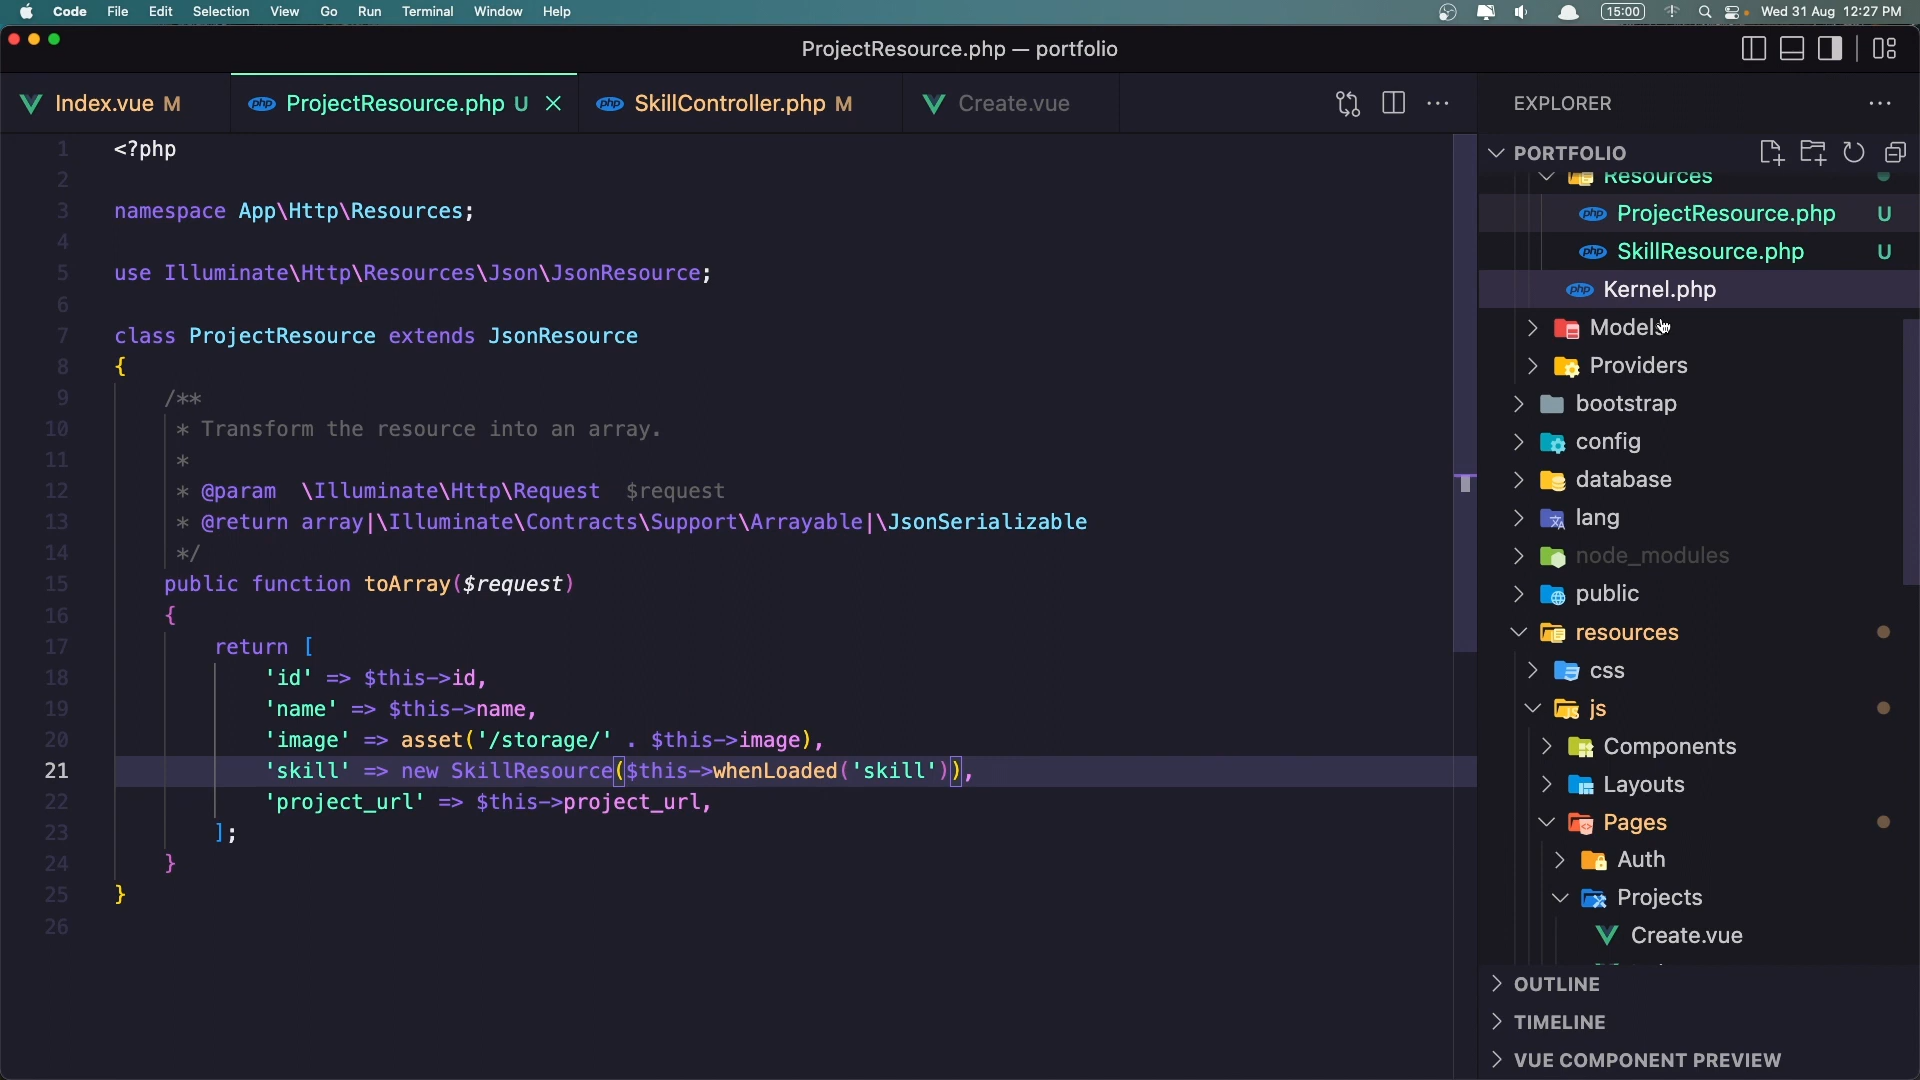 Code File Edit Selection View Go Run Terminal Window Help 15:00 Wed 31 Aug 12:27 PM
ProjectResource.php — portfolio
Index.vue M php ProjectResource.php U php SkillController.php M Create.vue
1 <?php
2
3 namespace App\Http\Resources;
4
5 use Illuminate\Http\Resources\Json\JsonResource;
6
7 class ProjectResource extends JsonResource
8 {
9 /**
10 * Transform the resource into an array.
11 *
12 * @param  \Illuminate\Http\Request  $request
13 * @return array|\Illuminate\Contracts\Support\Arrayable|\JsonSerializable
14 */
15 public function toArray($request)
16 {
17 return [
18 'id' => $this->id,
19 'name' => $this->name,
20 'image' => asset('/storage/' . $this->image),
21 'skill' => new SkillResource($this->whenLoaded('skill')),
22 'project_url' => $this->project_url,
23 ];
24 }
25 }
26
EXPLORER
PORTFOLIO
Resources
php ProjectResource.php U
php SkillResource.php U
php Kernel.php
Models
Providers
bootstrap
config
database
lang
node_modules
public
resources
css
js
Components
Layouts
Pages
Auth
Projects
Create.vue
OUTLINE
TIMELINE
VUE COMPONENT PREVIEW